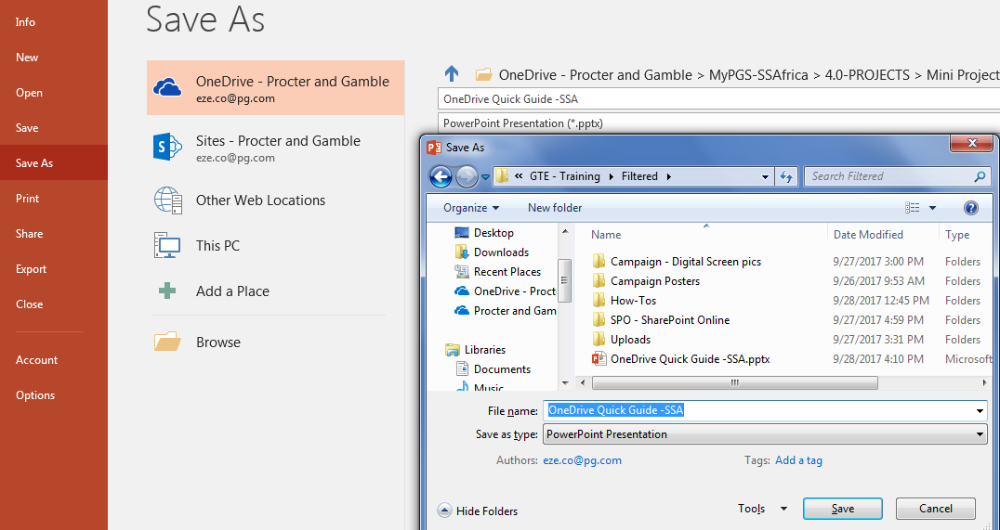 Info
New
Open
Save
Save As
Print
Share
Export
Close
Account
Options
Save As
OneDrive - Procter and Gamble
eze.co@pg.com
Sites - Procter and Gamble
eze.co@pg.com
Other Web Locations
This PC
Add a Place
Browse
OneDrive - Procter and Gamble > MyPGS-SSAfrica > 4.0-PROJECTS > Mini Project
OneDrive Quick Guide -SSA
PowerPoint Presentation (*.pptx)
Save As
« GTE - Training Filtered
Search Filtered
Organize New folder
Desktop
Downloads
Recent Places
OneDrive - Proct
Procter and Gam
Libraries
Documents
Music
Name Date Modified Type
Campaign - Digital Screen pics 9/27/2017 3:00 PM Folders
Campaign Posters 9/26/2017 9:53 AM Folders
How-Tos 9/28/2017 12:45 PM Folders
SPO - SharePoint Online 9/27/2017 4:59 PM Folders
Uploads 9/27/2017 3:31 PM Folders
OneDrive Quick Guide -SSA.pptx 9/28/2017 4:10 PM Microsoft
File name: OneDrive Quick Guide -SSA
Save as type: PowerPoint Presentation
Authors: eze.co@pg.com Tags: Add a tag
Hide Folders Tools Save Cancel